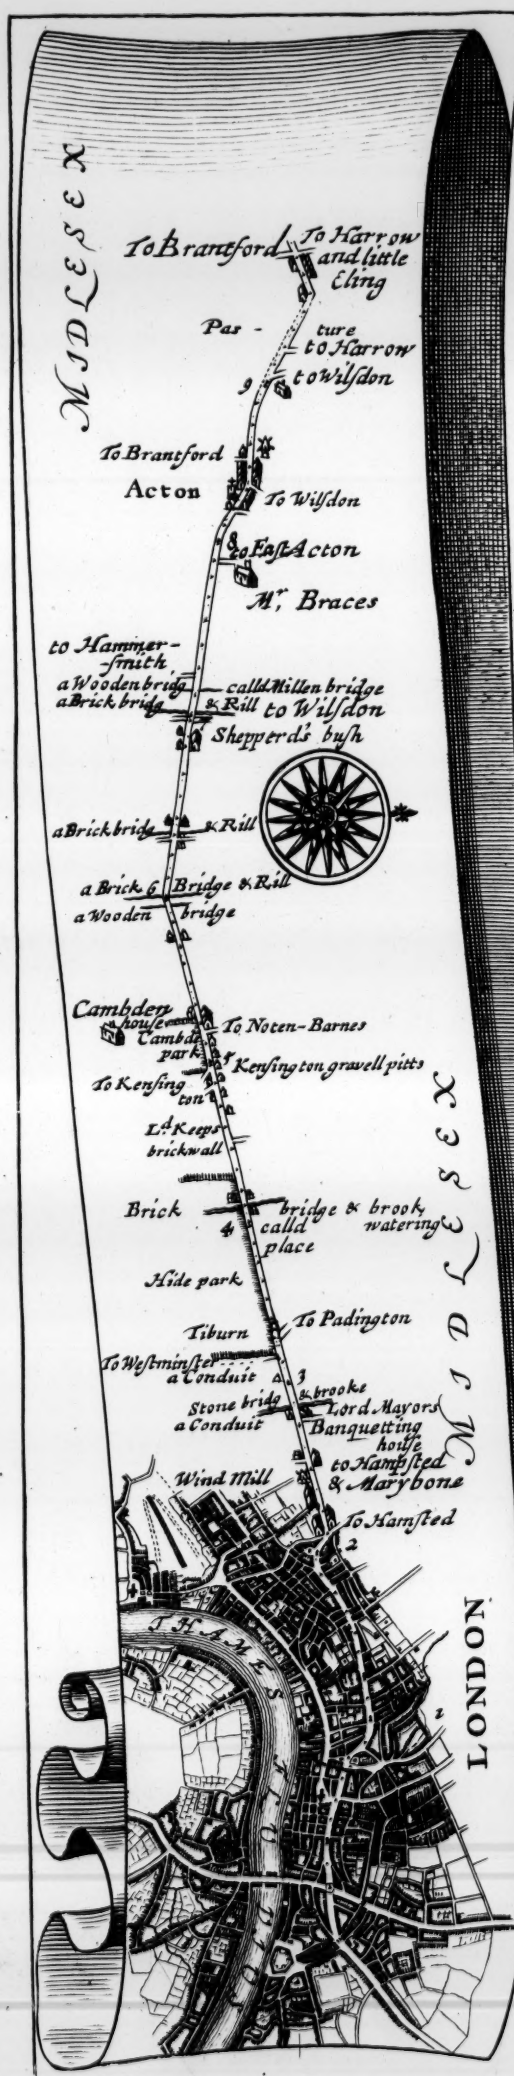 MIDLESEX
To Brantford
To Harrow
and little
Eling
Pas - ture
to Harrow
9
to Wilsdon
To Brantford
Acton
To Wilsdon
8
to East Acton
Mr, Braces
to Hammer-
-smith,
a Wooden bridg
calld Millen bridge
a Brick bridg
& Rill
to Wilsdon
Shepperd's bush
a Brick bridg & Rill
a Brick 6 Bridge & Rill
a Wooden bridge
Cambden
house
Cambde
park
To Noten-Barnes
Kensington gravell pitts
To Kensing
ton
Ld. Keeps
brickwall
Brick bridge & brook,
4 calld watering
place
Hide park
Tiburn
To Padington
To Westminster
a Conduit
3
Stone bridg & brooke
a Conduit
Lord Mayors
Banquetting
house
to Hampsted
& Marybone
Wind Mill
To Hamsted
2
MIDLESEX
LONDON
THAMES FLUVIUS